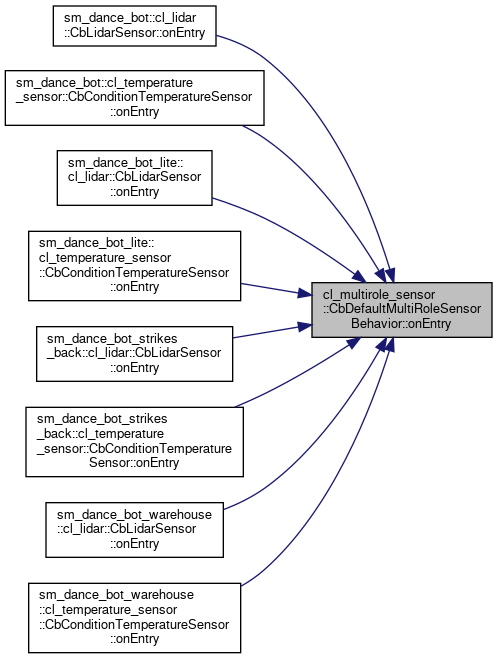 sm_dance_bot::cl_lidar
::CbLidarSensor::onEntry
sm_dance_bot::cl_temperature
_sensor::CbConditionTemperatureSensor
::onEntry
sm_dance_bot_lite::
cl_lidar::CbLidarSensor
::onEntry
sm_dance_bot_lite::
cl_temperature_sensor
::CbConditionTemperatureSensor
::onEntry
cl_multirole_sensor
::CbDefaultMultiRoleSensor
Behavior::onEntry
sm_dance_bot_strikes
_back::cl_lidar::CbLidarSensor
::onEntry
sm_dance_bot_strikes
_back::cl_temperature
_sensor::CbConditionTemperature
Sensor::onEntry
sm_dance_bot_warehouse
::cl_lidar::CbLidarSensor
::onEntry
sm_dance_bot_warehouse
::cl_temperature_sensor
::CbConditionTemperatureSensor
::onEntry